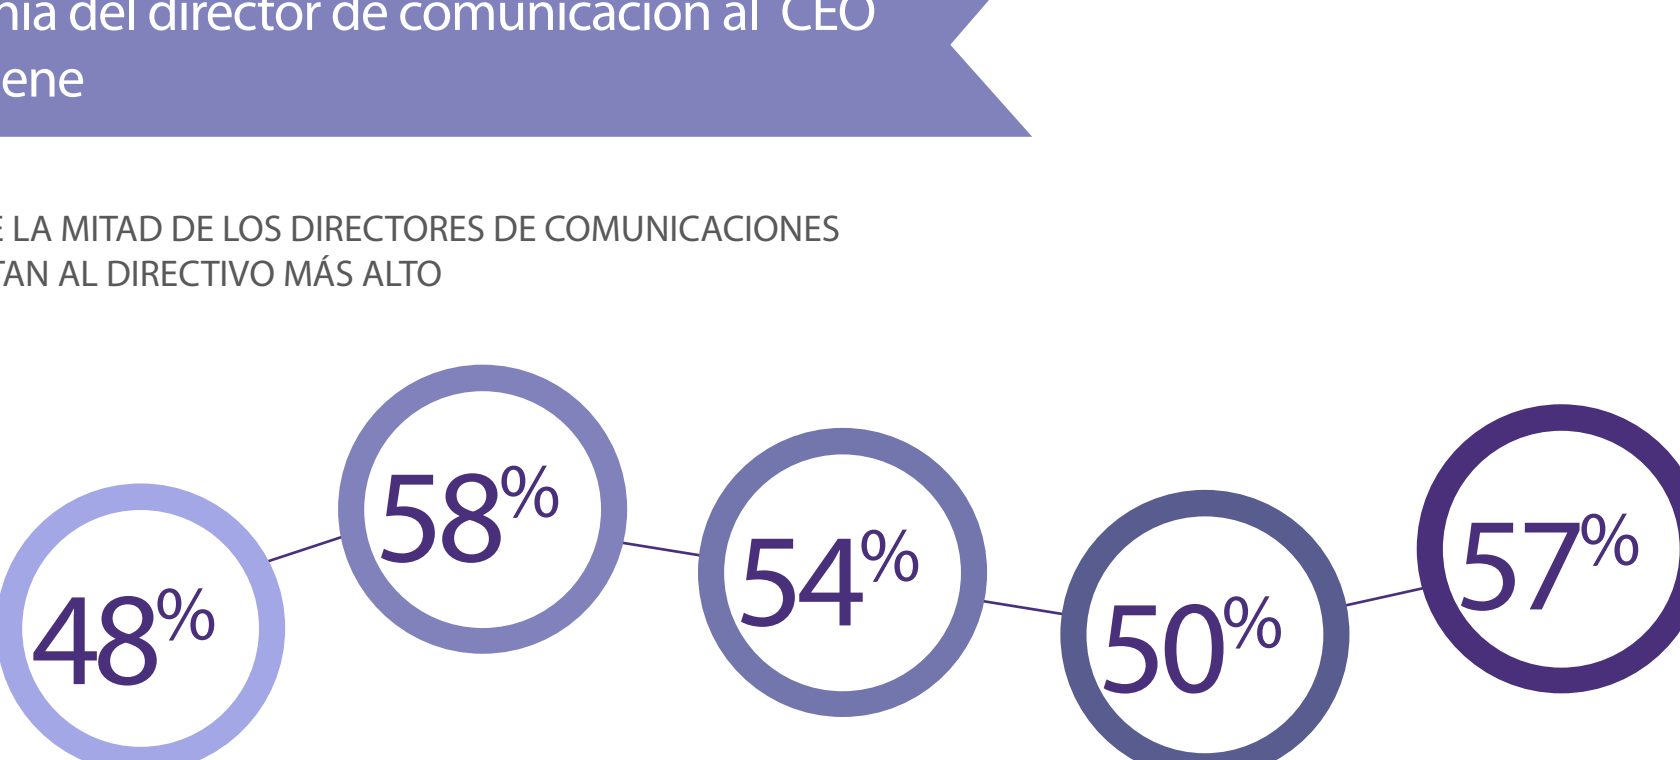 nía del director de comunicación al CEO
ene
E LA MITAD DE LOS DIRECTORES DE COMUNICACIONES
TAN AL DIRECTIVO MÁS ALTO
48%
58%
54%
50%
57%